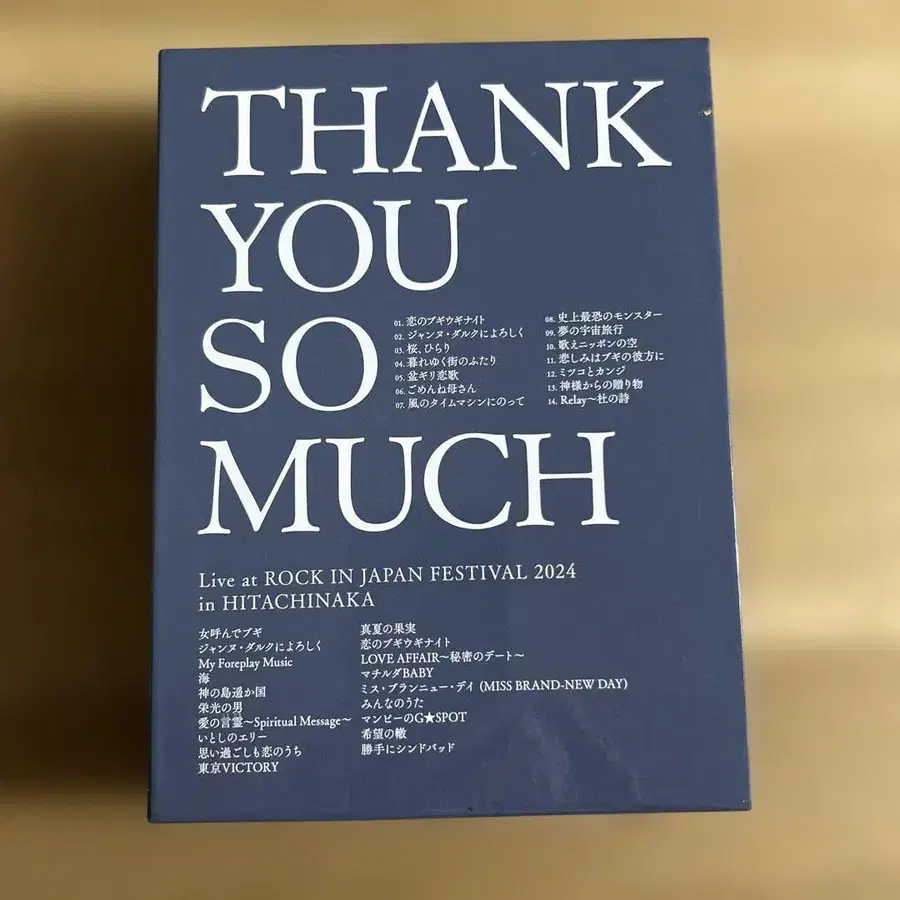 THANK
YOU
SO
01. 恋のブギウギナイト
02. ジャンヌ・ダルクによろしく
03. 桜、ひらり
04. 暮れゆく街のふたり
05. 盆ギリ恋歌
06. ごめんね母さん
07. 風のタイムマシンにのって
08. 史上最恐のモンスター
09. 夢の宇宙旅行
10. 歌えニッポンの空
11. 悲しみはブギの彼方に
12. ミツコとカンジ
13. 神様からの贈り物
14. Relay〜杜の詩
MUCH
Live at ROCK IN JAPAN FESTIVAL 2024
in HITACHINAKA
女呼んでブギ
ジャンヌ・ダルクによろしく
My Foreplay Music
海
神の島遥か国
栄光の男
愛の言霊〜Spiritual Message〜
いとしのエリー
思い過ごしも恋のうち
東京VICTORY
真夏の果実
恋のブギウギナイト
LOVE AFFAIR〜秘密のデート〜
マチルダBABY
ミス・ブランニュー・デイ (MISS BRAND-NEW DAY)
みんなのうた
マンピーのG★SPOT
希望の轍
勝手にシンドバッド